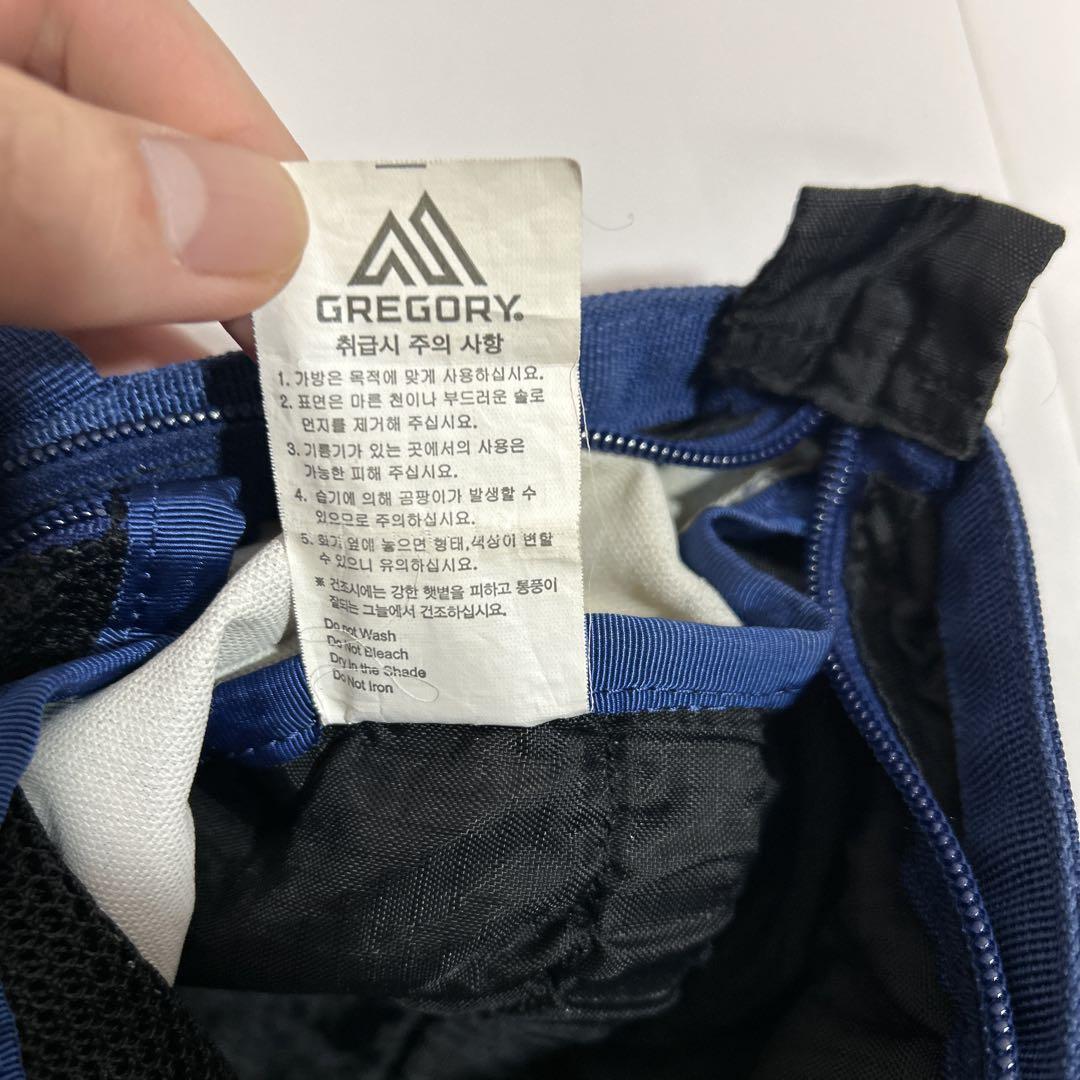 GREGORY.
취급시 주의 사항
1. 가방은 목적에 맞게 사용하십시요.
2. 표면은 마른 천이나 부드러운 솔로
먼지를 제거해 주십시요.
3. 기름기가 있는 곳에서의 사용은
가능한 피해 주십시요.
4. 습기에 의해 곰팡이가 발생할 수
있으므로 주의하십시요.
5. 화기 옆에 놓으면 형태,색상이 변할
수 있으니 유의하십시요.
※ 건조시에는 강한 햇볕을 피하고 통풍이
잘되는 그늘에서 건조하십시요.
Do not Wash
Do Not Bleach
Dry In the Shade
Do Not Iron